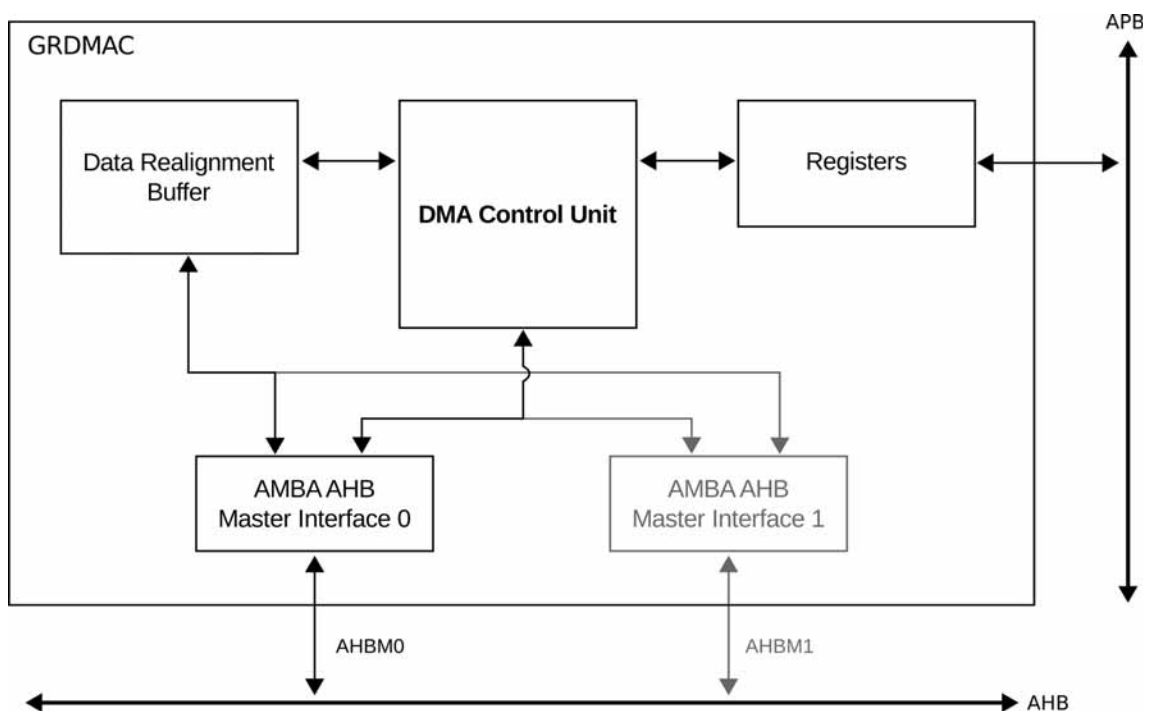 APB
GRDMAC
Data Realignment
Buffer
DMA Control Unit
Registers
AMBA AHB
Master Interface 0
AMBA AHB
Master Interface 1
AHBM0
AHBM1
AHB